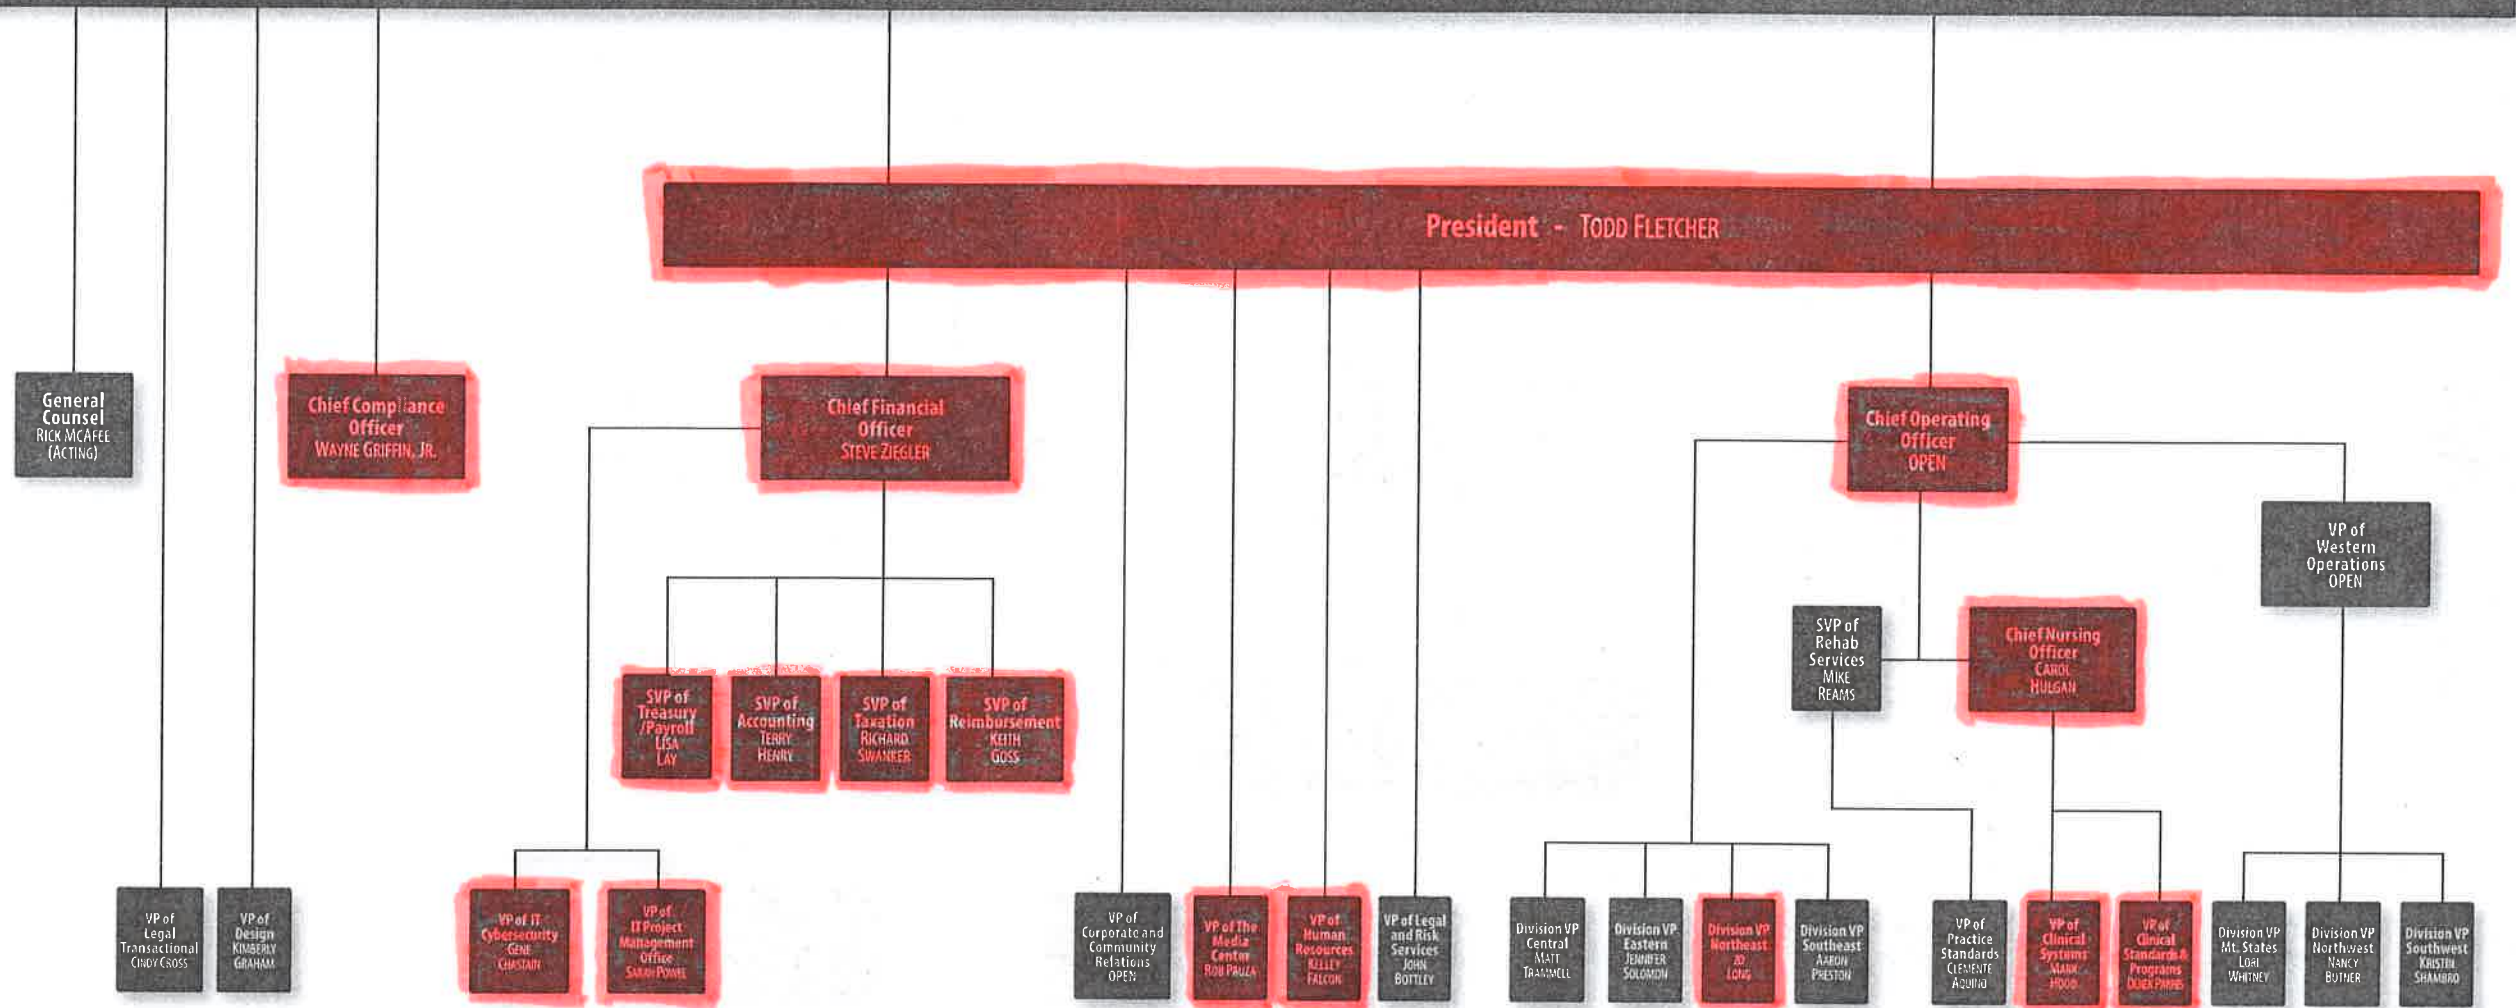 President - TODD FLETCHER
General
Counsel
RICK MCAFEE
(ACTING)
Chief Compliance
Officer
WAYNE GRIFFIN, JR.
Chief Financial
Officer
STEVE ZIEGLER
Chief Operating
Officer
OPEN
VP of
Western
Operations
OPEN
SVP of
Rehab
Services
MIKE
REAMS
Chief Nursing
Officer
CAROL
HULGAN
SVP of
Treasury
/Payroll
LISA
LAY
SVP of
Accounting
TERRY
HENRY
SVP of
Taxation
RICHARD
SWANKER
SVP of
Reimbursement
KEITH
GOSS
VP of
Legal
Transactional
CINDY CROSS
VP of
Design
KIMBERLY
GRAHAM
VP of IT
Cybersecurity
GENE
CHASTAIN
VP of
IT Project
Management
Office
SARAH POWEL
VP of
Corporate and
Community
Relations
OPEN
VP of The
Media
Center
ROB PAUZA
VP of
Human
Resources
KELLEY
FALCON
VP of Legal
and Risk
Services
JOHN
BOTTLEY
Division VP
Central
MATT
TRAMMELL
Division VP
Eastern
JENNIFER
SOLOMON
Division VP
Northeast
JO
LONG
Division VP
Southeast
AARON
PRESTON
VP of
Practice
Standards
CLEMENTE
AQUINO
VP of
Clinical
Systems
MARK
HOOD
VP of
Clinical
Standards &
Programs
DEREK
Division VP
Mt. States
LORI
WHITNEY
Division VP
Northwest
NANCY
BUTNER
Division VP
Southwest
KRISTIN
SHAMBRO